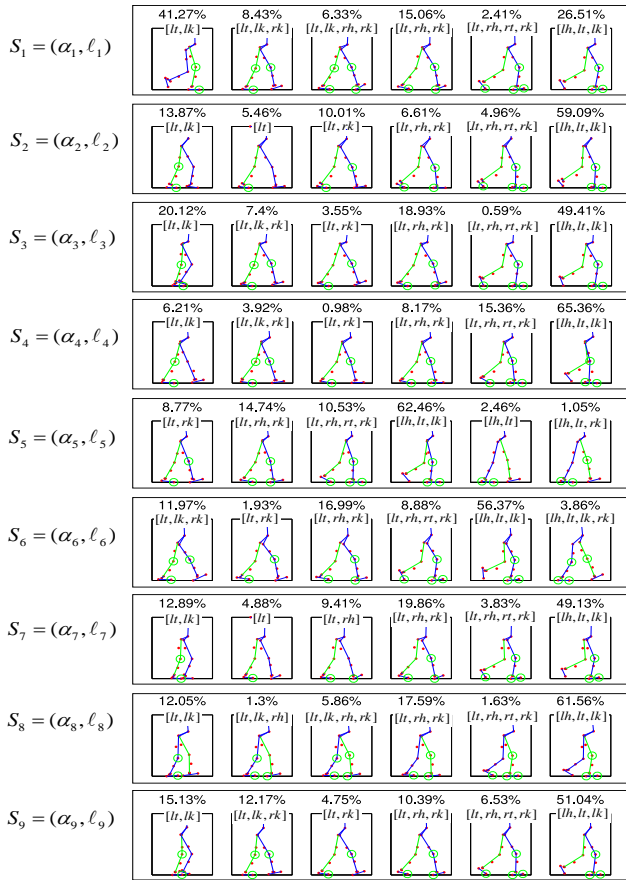 41.27% 8.43% 6.33% 15.06% 2.41% 26.51%
[lt, lk] [lt, lk, rk] [lt, lk, rh, rk] [lt, rh, rk] [lt, rh, rt, rk] [lh, lt, lk]
S₁ = (α₁, ℓ₁)
13.87% 5.46% 10.01% 6.61% 4.96% 59.09%
[lt, lk] [lt] [lt, rk] [lt, rh, rk] [lt, rh, rt, rk] [lh, lt, lk]
S₂ = (α₂, ℓ₂)
20.12% 7.4% 3.55% 18.93% 0.59% 49.41%
[lt, lk] [lt, lk, rk] [lt, rk] [lt, rh, rk] [lt, rh, rt, rk] [lh, lt, lk]
S₃ = (α₃, ℓ₃)
6.21% 3.92% 0.98% 8.17% 15.36% 65.36%
[lt, lk] [lt, lk, rk] [lt, rk] [lt, rh, rk] [lt, rh, rt, rk] [lh, lt, lk]
S₄ = (α₄, ℓ₄)
8.77% 14.74% 10.53% 62.46% 2.46% 1.05%
[lt, rk] [lt, rh, rk] [lt, rh, rt, rk] [lh, lt, lk] [lh, lt] [lh, lt, rk]
S₅ = (α₅, ℓ₅)
11.97% 1.93% 16.99% 8.88% 56.37% 3.86%
[lt, lk, rk] [lt, rk] [lt, rh, rk] [lt, rh, rt, rk] [lh, lt, lk] [lh, lt, lk, rk]
S₆ = (α₆, ℓ₆)
12.89% 4.88% 9.41% 19.86% 3.83% 49.13%
[lt, lk] [lt] [lt, rh] [lt, rh, rk] [lt, rh, rt, rk] [lh, lt, lk]
S₇ = (α₇, ℓ₇)
12.05% 1.3% 5.86% 17.59% 1.63% 61.56%
[lt, lk] [lt, lk, rh] [lt, lk, rh, rk] [lt, rh, rk] [lt, rh, rt, rk] [lh, lt, lk]
S₈ = (α₈, ℓ₈)
15.13% 12.17% 4.75% 10.39% 6.53% 51.04%
[lt, lk] [lt, lk, rk] [lt, rk] [lt, rh, rk] [lt, rh, rt, rk] [lh, lt, lk]
S₉ = (α₉, ℓ₉)